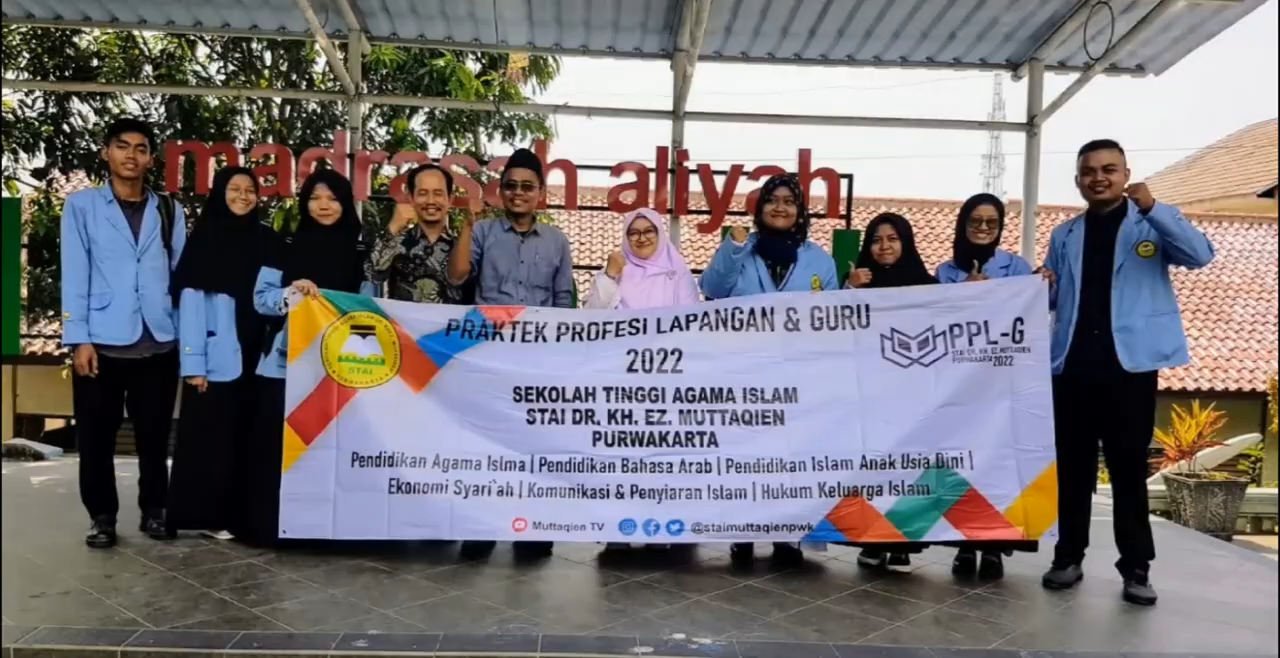 madrasah aliyah
PRAKTEK PROFESI LAPANGAN & GURU
2022
SEKOLAH TINGGI AGAMA ISLAM
STAI DR. KH. EZ. MUTTAQIEN
PURWAKARTA
Pendidikan Agama Islma | Pendidikan Bahasa Arab | Pendidikan Islam Anak Usia Dini |
Ekonomi Syari'ah | Komunikasi & Penyiaran Islam | Hukum Keluarga Islam
Muttaqien TV @staimuttaqienpwk
STAI
PPL-G
STAI DR. KH. EZ. MUTTAQIEN
PURWAKARTA 2022